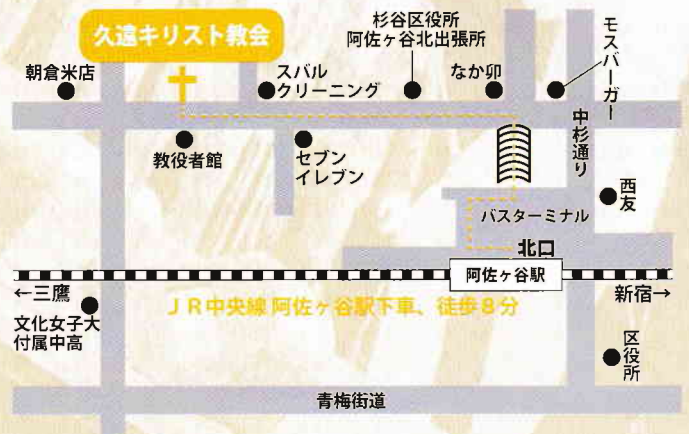 久遠キリスト教会
杉谷区役所
阿佐ヶ谷北出張所
モスバーガー
朝倉米店
スバル
クリーニング
なか卯
中杉通り
教役者館
セブン
イレブン
西友
バスターミナル
北口
阿佐ヶ谷駅
←三鷹
新宿→
JR中央線 阿佐ヶ谷駅下車、徒歩8分
文化女子大
付属中高
区役所
青梅街道